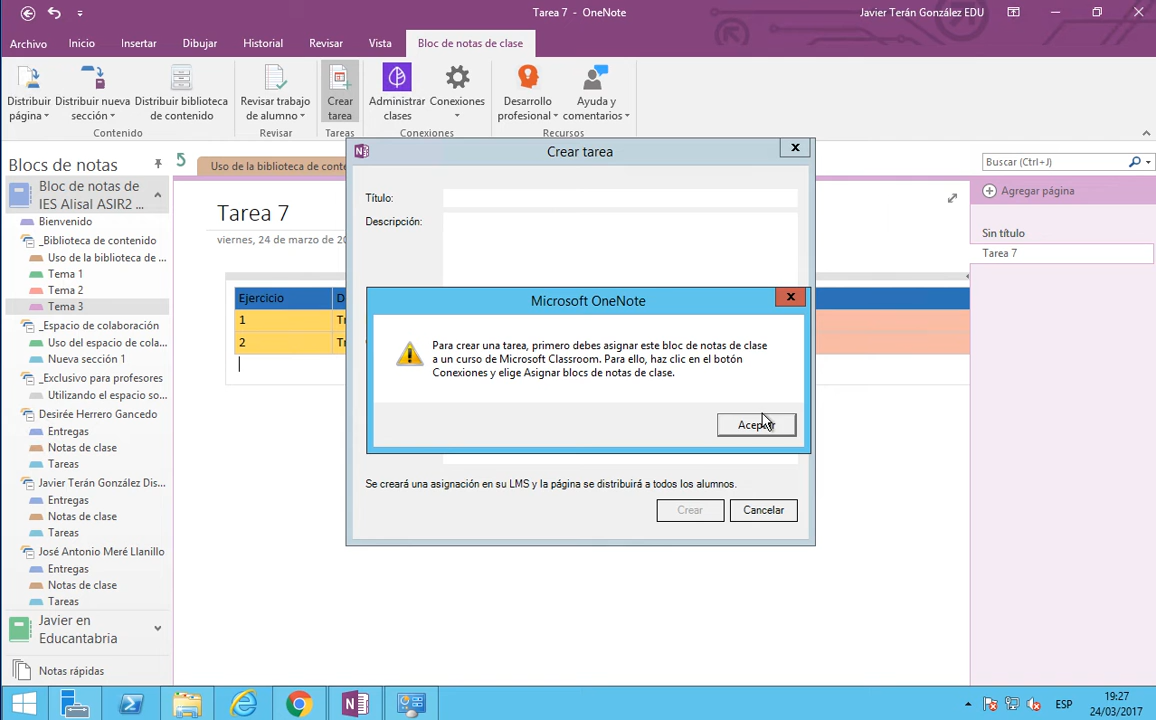 Tarea 7 - OneNote
Javier Terán González EDU
Archivo
Inicio
Insertar
Dibujar
Historial
Revisar
Vista
Bloc de notas de clase
Distribuir página
Distribuir nueva sección
Distribuir biblioteca de contenido
Revisar trabajo de alumno
Crear tarea
Administrar clases
Conexiones
Desarrollo profesional
Ayuda y comentarios
Contenido
Revisar
Tareas
Conexiones
Recursos
Blocs de notas
Bloc de notas de
IES Alisal ASIR2 ...
Bienvenido
_Biblioteca de contenido
Uso de la biblioteca de ...
Tema 1
Tema 2
Tema 3
_Espacio de colaboración
Uso del espacio de cola...
Nueva sección 1
_Exclusivo para profesores
Utilizando el espacio so...
Desirée Herrero Gancedo
Entregas
Notas de clase
Tareas
Javier Terán González Dis...
Entregas
Notas de clase
Tareas
José Antonio Meré Llanillo
Entregas
Notas de clase
Tareas
Javier en
Educantabria
Notas rápidas
Uso de la biblioteca de conte
Tarea 7
viernes, 24 de marzo de 20
Ejercicio
1
2
Crear tarea
Título:
Descripción:
Microsoft OneNote
Para crear una tarea, primero debes asignar este bloc de notas de clase
a un curso de Microsoft Classroom. Para ello, haz clic en el botón
Conexiones y elige Asignar blocs de notas de clase.
Aceptar
Se creará una asignación en su LMS y la página se distribuirá a todos los alumnos.
Crear
Cancelar
Buscar (Ctrl+J)
Agregar página
Sin título
Tarea 7
ESP
19:27
24/03/2017